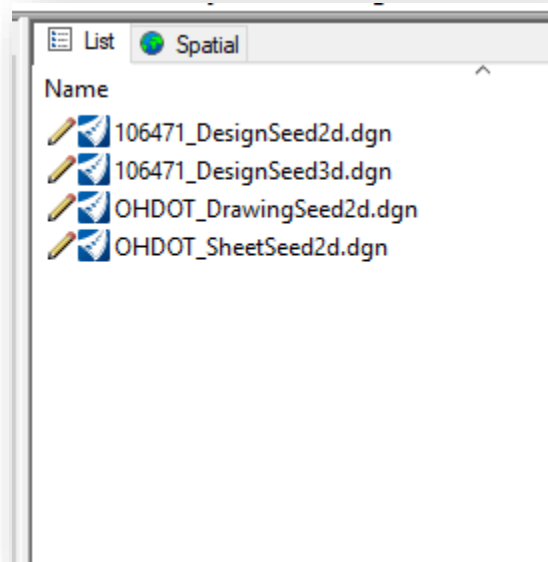 List Spatial
Name
106471_DesignSeed2d.dgn
106471_DesignSeed3d.dgn
OHDOT_DrawingSeed2d.dgn
OHDOT_SheetSeed2d.dgn